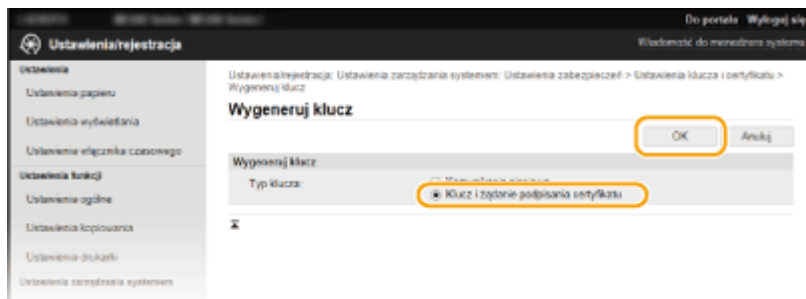 Do portalu Wyloguj się
Ustawienia/rejestracja
Wiadomość do menedżera systemu
Ustawienia
Ustawienia papieru
Ustawienia wyświetlania
Ustawienia włącznika czasowego
Ustawienia funkcji
Ustawienia ogólne
Ustawienia kopiowania
Ustawienia drukarki
Ustawienia zarządzania systemem
Ustawienia/rejestracja: Ustawienia zarządzania systemem: Ustawienia zabezpieczeń > Ustawienia klucza i certyfikatu >
Wygeneruj klucz
Wygeneruj klucz
OK Anuluj
Wygeneruj klucz
Typ klucza:
Klucz i żądanie podpisania certyfikatu